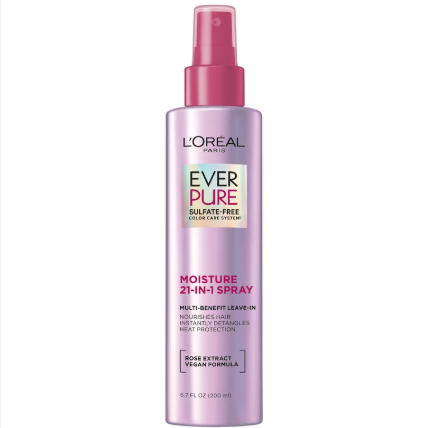 L'ORÉAL
PARIS
EVER
PURE
SULFATE-FREE
COLOR CARE SYSTEM†
MOISTURE
21-IN-1 SPRAY
MULTI-BENEFIT LEAVE-IN
NOURISHES HAIR
INSTANTLY DETANGLES
HEAT PROTECTION
ROSE EXTRACT
VEGAN FORMULA
6.7 FL OZ (200 ml)